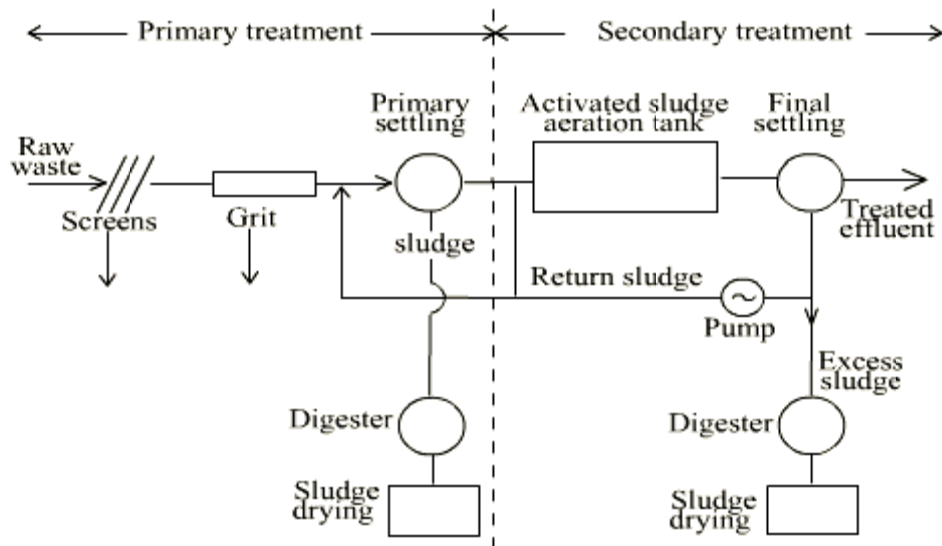 Primary treatment
Secondary treatment
Primary
settling
Activated sludge
aeration tank
Final
settling
Raw
waste
Screens
Grit
sludge
Treated
effluent
Return sludge
Pump
Excess
sludge
Digester
Digester
Sludge
drying
Sludge
drying